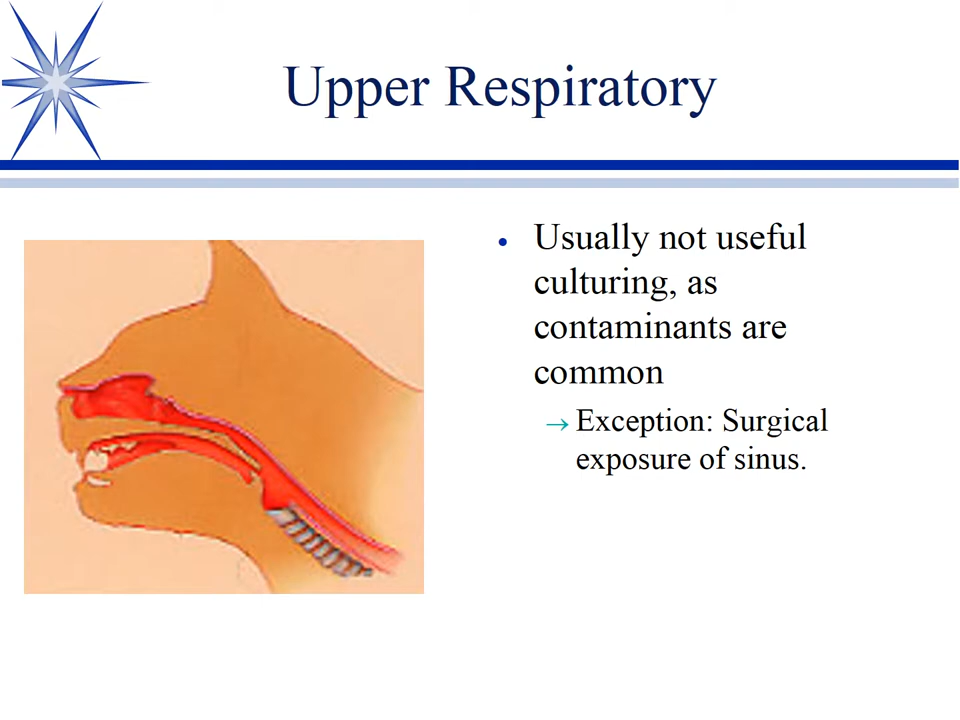 Upper Respiratory
• Usually not useful
culturing, as
contaminants are
common
→ Exception: Surgical
exposure of sinus.